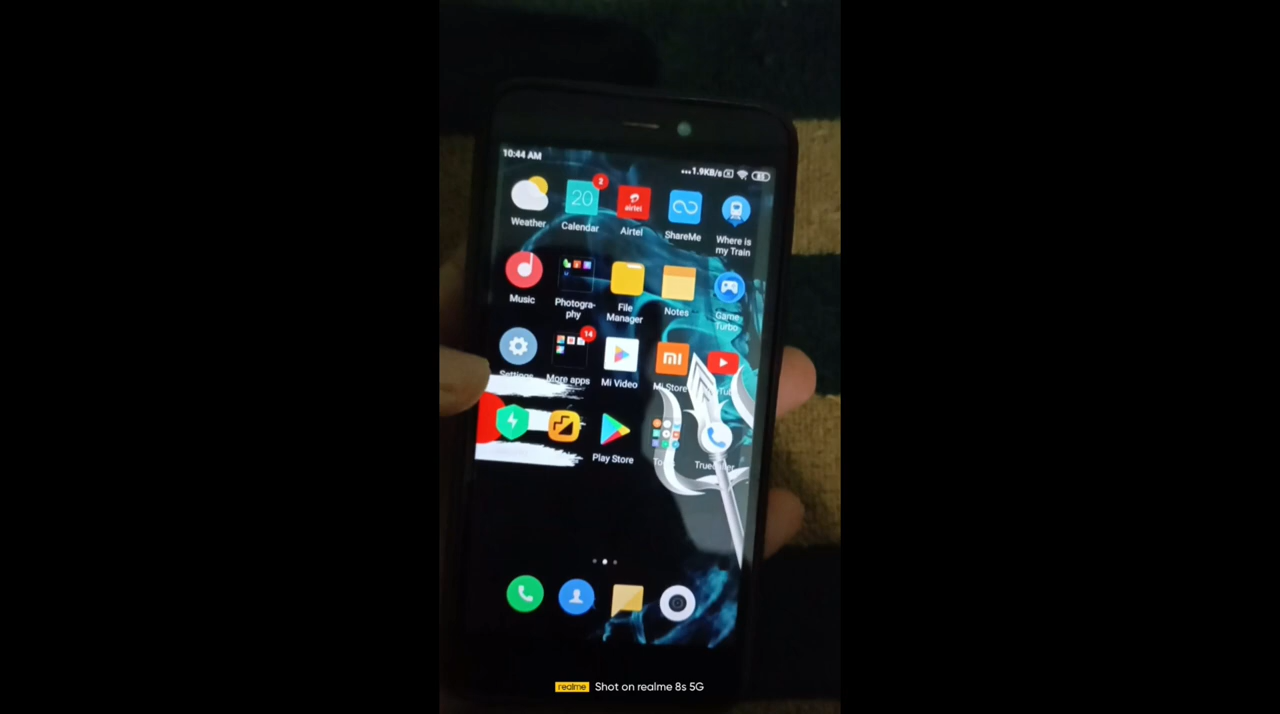 10:44 AM
...1.9KB/s
20
2
airtel
Weather
Calendar
Airtel
ShareMe
Where is
my Train
Music
Photogra-
phy
File
Manager
Notes
Game
Turbo
14
mi
Settings
More apps
Mi Video
Mi Store
Play Store
Truecaller
realme Shot on realme 8s 5G